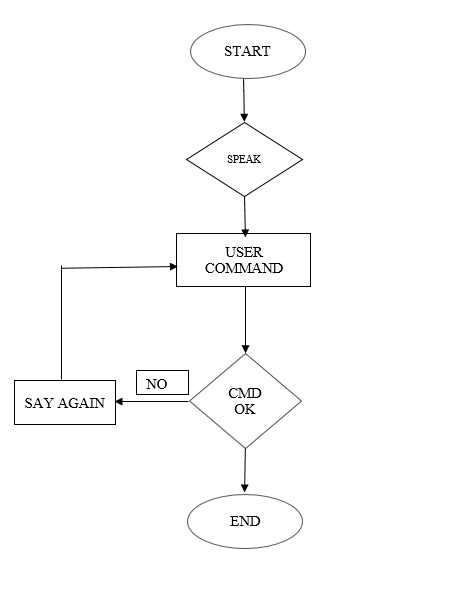 START
SPEAK
USER
COMMAND
NO
CMD
OK
SAY AGAIN
END